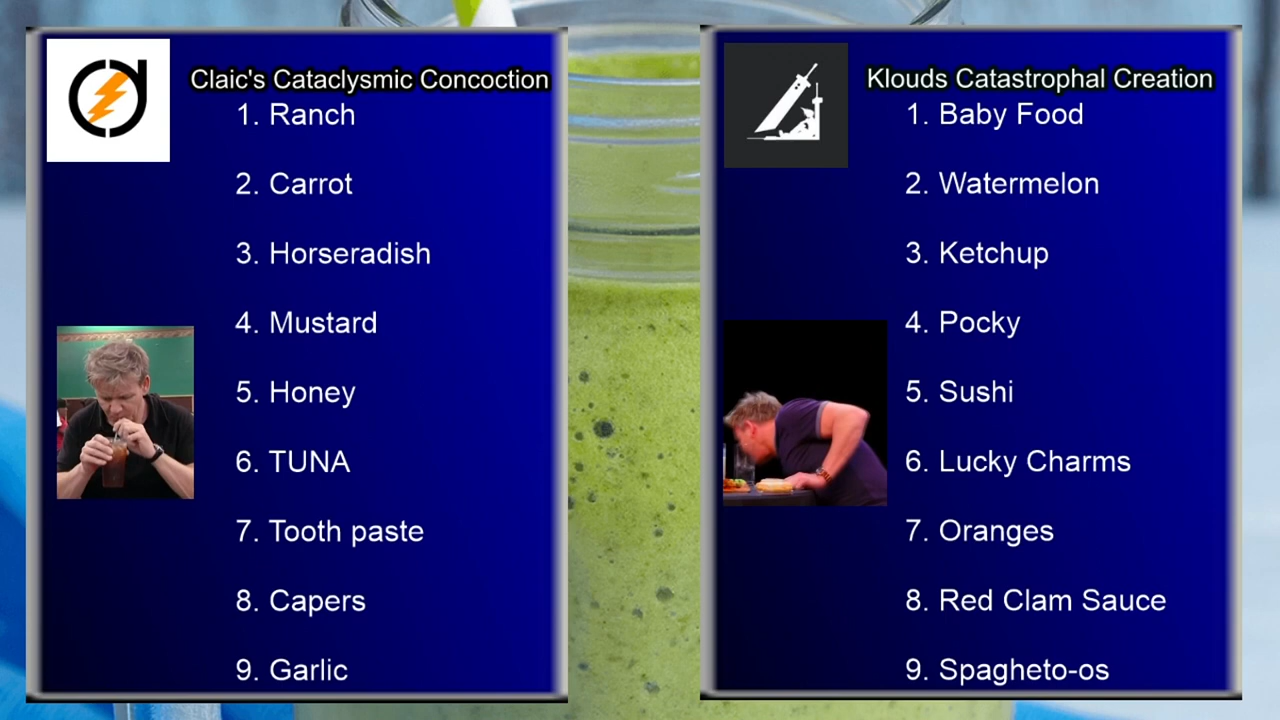 Claic's Cataclysmic Concoction
1. Ranch
2. Carrot
3. Horseradish
4. Mustard
5. Honey
6. TUNA
7. Tooth paste
8. Capers
9. Garlic
Klouds Catastrophal Creation
1. Baby Food
2. Watermelon
3. Ketchup
4. Pocky
5. Sushi
6. Lucky Charms
7. Oranges
8. Red Clam Sauce
9. Spagheto-os